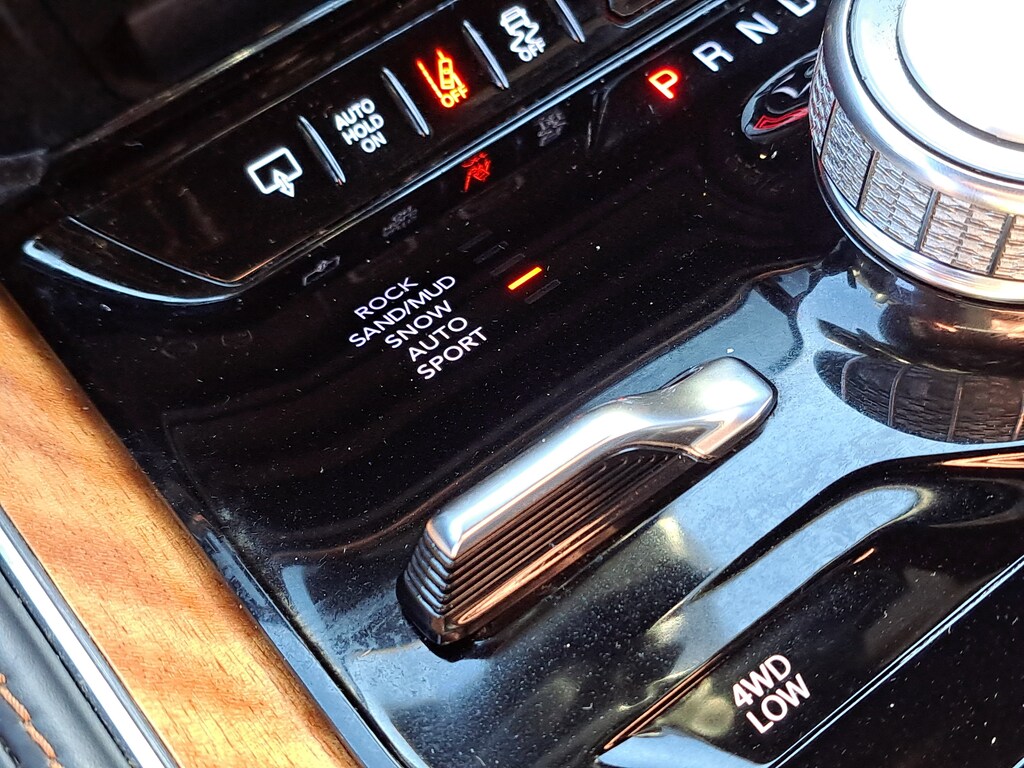 OFF
OFF
AUTO
HOLD
ON
P R N D
ROCK
SAND/MUD
SNOW
AUTO
SPORT
4WD
LOW